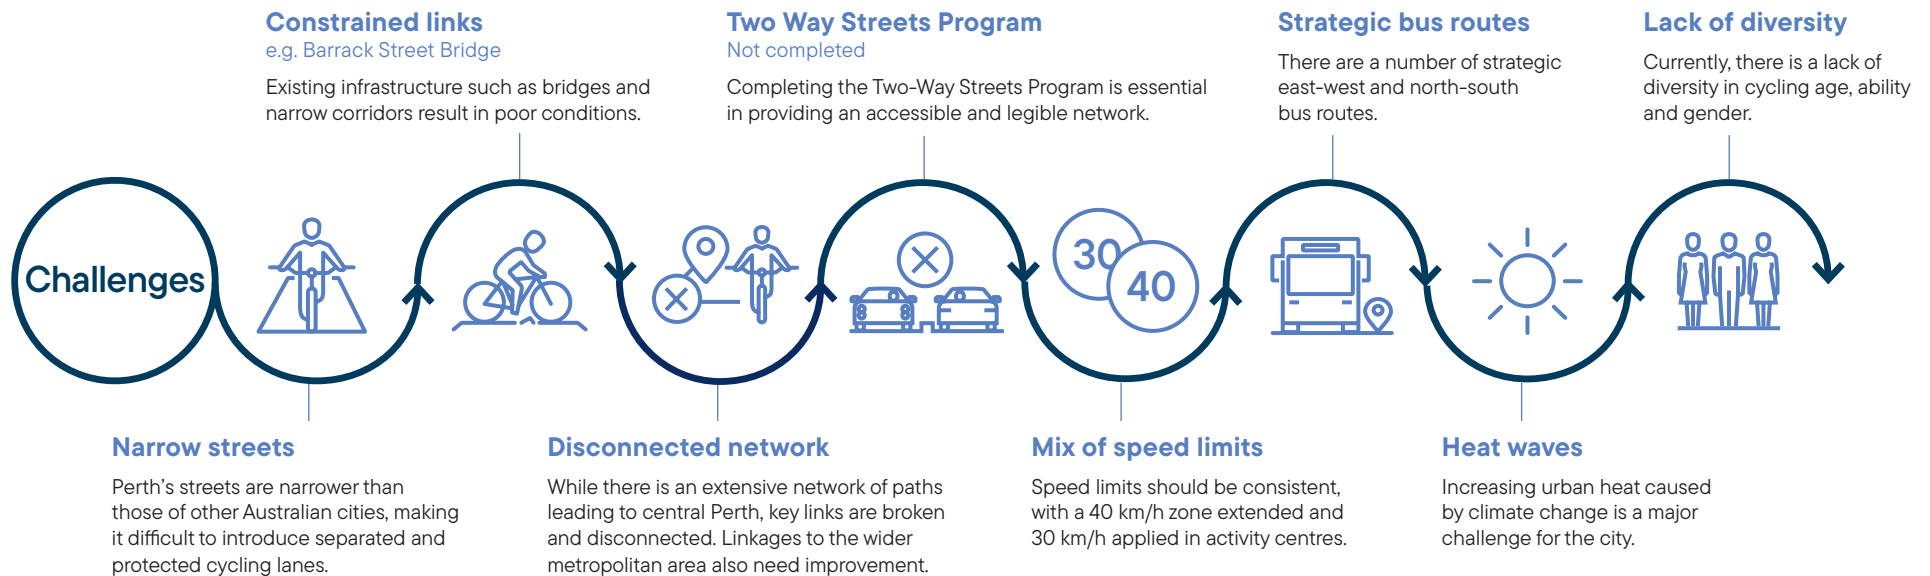 Challenges
Narrow streets
Perth's streets are narrower than
those of other Australian cities, making
it difficult to introduce separated and
protected cycling lanes.
Constrained links
e.g. Barrack Street Bridge
Existing infrastructure such as bridges and
narrow corridors result in poor conditions.
Disconnected network
While there is an extensive network of paths
leading to central Perth, key links are broken
and disconnected. Linkages to the wider
metropolitan area also need improvement.
Two Way Streets Program
Not completed
Completing the Two-Way Streets Program is essential
in providing an accessible and legible network.
30
40
Mix of speed limits
Speed limits should be consistent,
with a 40 km/h zone extended and
30 km/h applied in activity centres.
Strategic bus routes
There are a number of strategic
east-west and north-south
bus routes.
Heat waves
Increasing urban heat caused
by climate change is a major
challenge for the city.
Lack of diversity
Currently, there is a lack of
diversity in cycling age, ability
and gender.